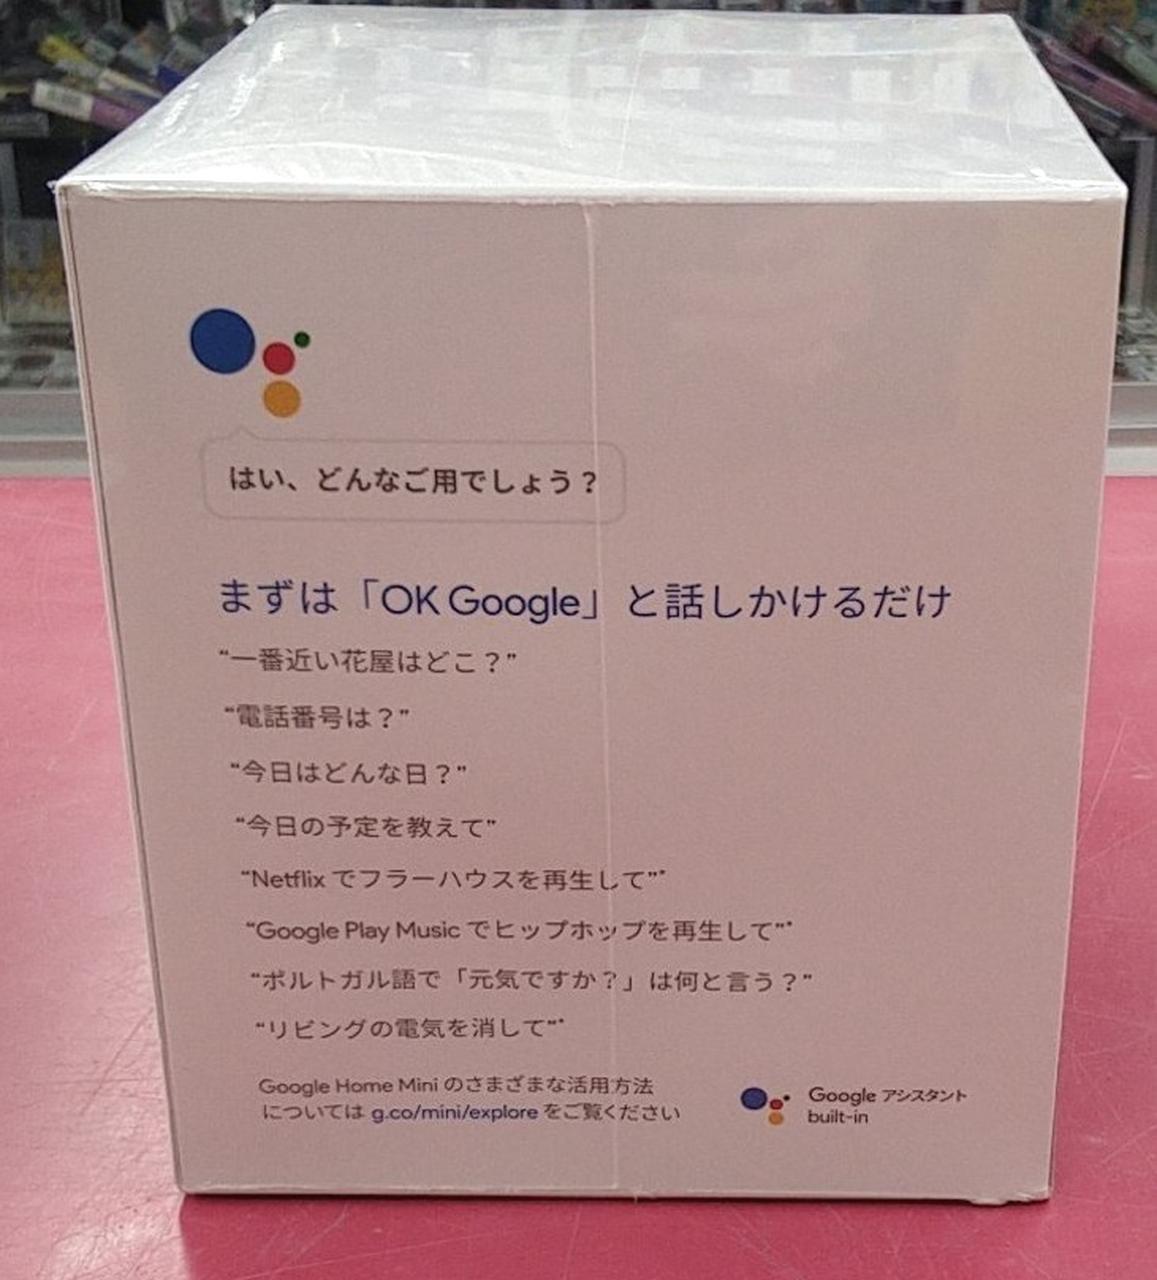 はい、どんなご用でしょう？
まずは「OK Google」と話しかけるだけ
“一番近い花屋はどこ？”
“電話番号は？”
“今日はどんな日？”
“今日の予定を教えて”
“Netflix でフラーハウスを再生して”*
“Google Play Music でヒップホップを再生して”*
“ポルトガル語で「元気ですか？」は何と言う？”
“リビングの電気を消して”*
Google Home Mini のさまざまな活用方法
については g.co/mini/explore をご覧ください
Google アシスタント
built-in